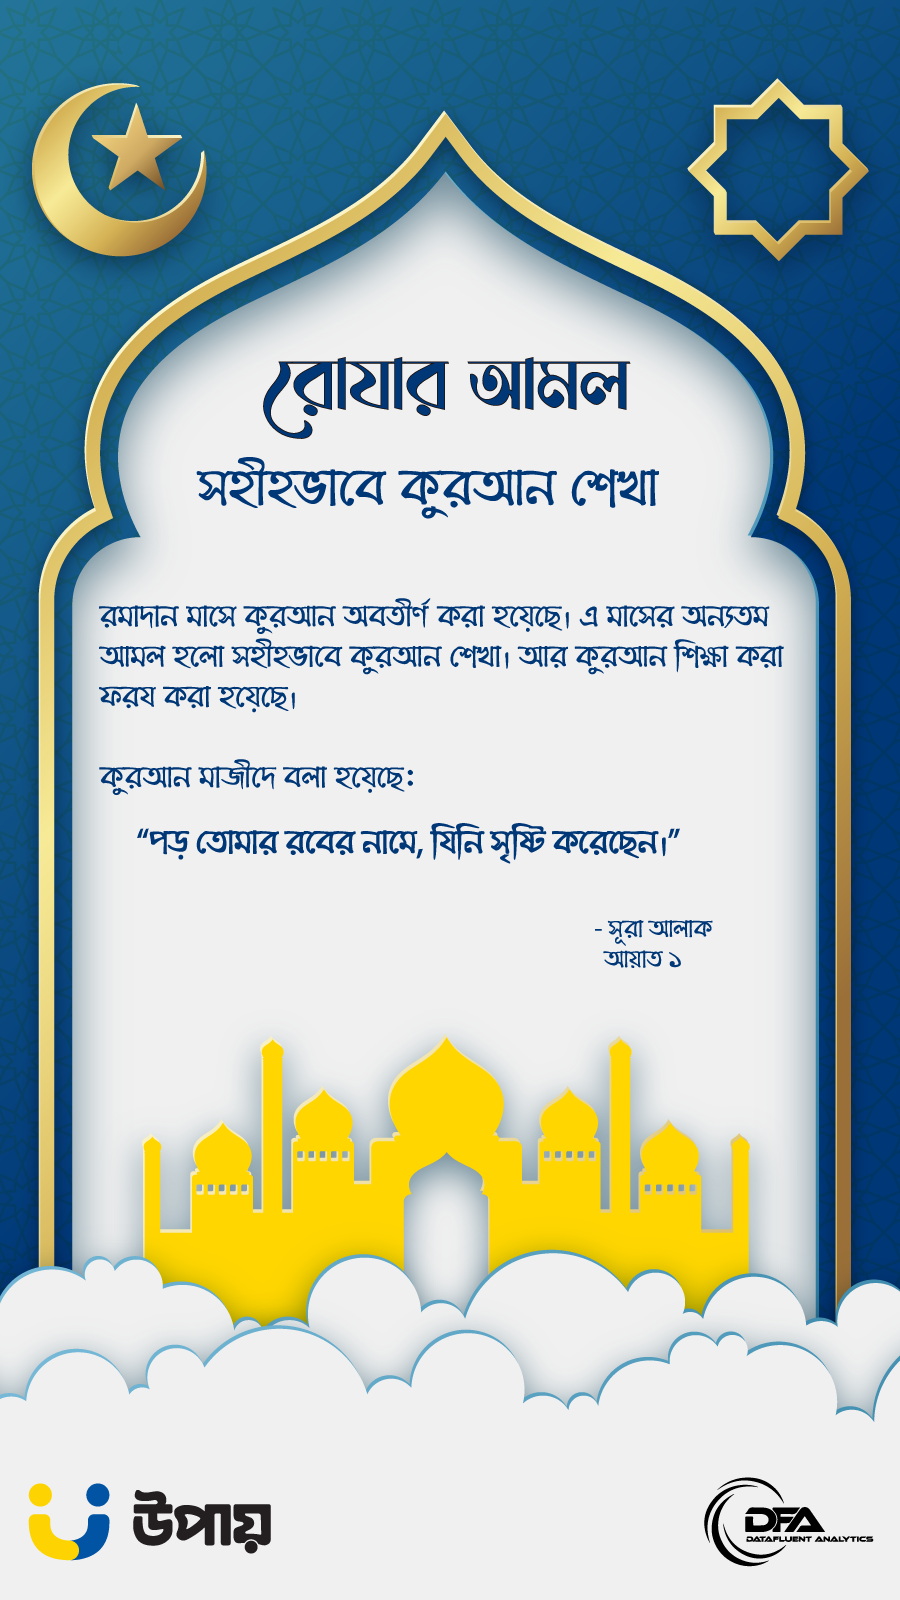 রোযার আমল
সহীহভাবে কুরআন শেখা
রমাদান মাসে কুরআন অবতীর্ণ করা হয়েছে। এ মাসের অন্যতম
আমল হলো সহীহভাবে কুরআন শেখা। আর কুরআন শিক্ষা করা
ফরয করা হয়েছে।
কুরআন মাজীদে বলা হয়েছে:
“পড় তোমার রবের নামে, যিনি সৃষ্টি করেছেন।”
- সূরা আলাক
আয়াত ১
উপায়
DFA
DATAFLUENT ANALYTICS